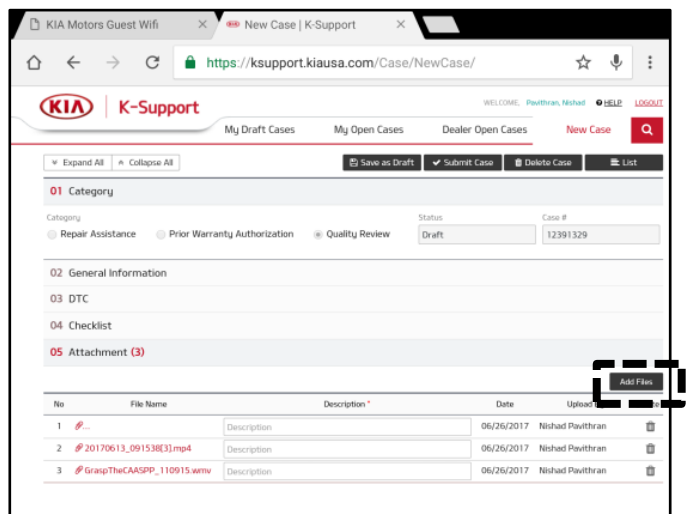 KIA Motors Guest Wifi
New Case | K-Support
https://ksupport.kiausa.com/Case/NewCase/
KIA K-Support
WELCOME, Pavithran, Nishad HELP LOGOUT
My Draft Cases My Open Cases Dealer Open Cases New Case
Expand All Collapse All Save as Draft Submit Case Delete Case List
01 Category
Category Status Case #
Repair Assistance Prior Warranty Authorization Quality Review Draft 12391329
02 General Information
03 DTC
04 Checklist
05 Attachment (3)
Add Files
No File Name Description * Date Upload
1 ... Description 06/26/2017 Nishad Pavithran
2 20170613_091538[3].mp4 Description 06/26/2017 Nishad Pavithran
3 GraspTheCAASPP_110915.wmv Description 06/26/2017 Nishad Pavithran